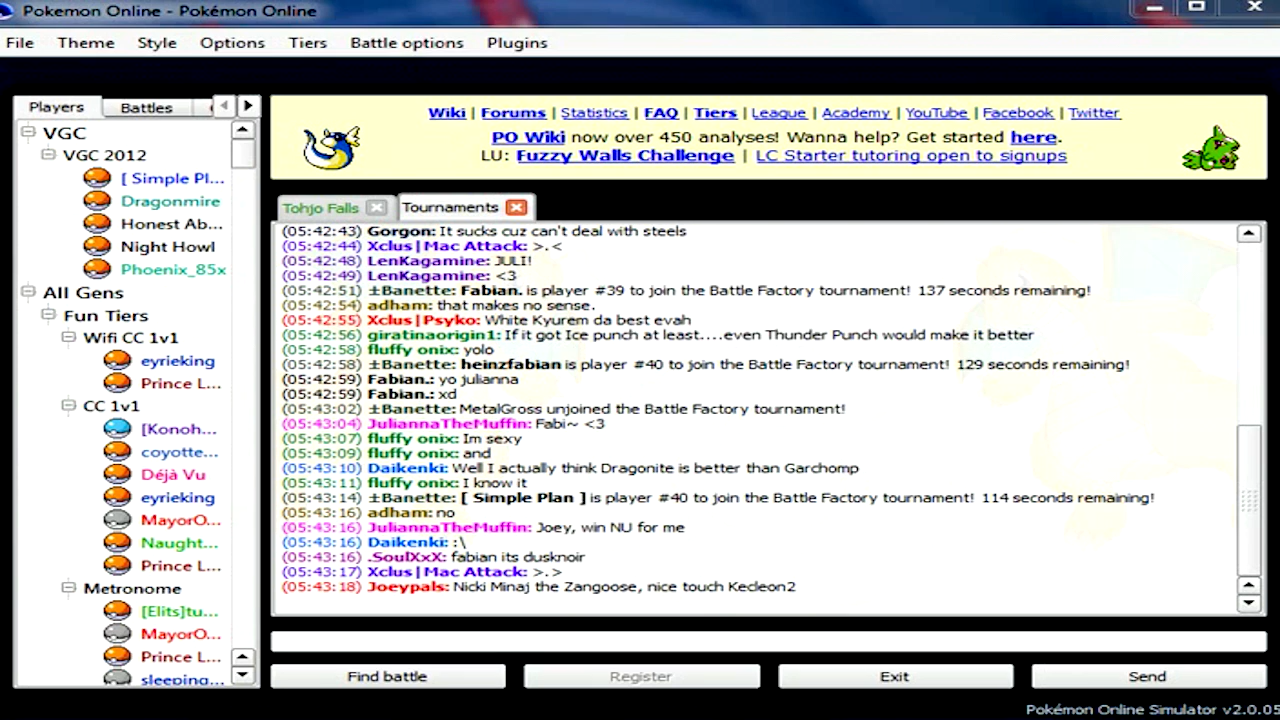 Pokemon Online - Pokémon Online
File Theme Style Options Tiers Battle options Plugins
Players Battles
VGC
VGC 2012
[ Simple Pl...
Dragonmire
Honest Ab...
Night Howl
Phoenix_85x
All Gens
Fun Tiers
Wifi CC 1v1
eyrieking
Prince L...
CC 1v1
[Konoh...
coyotte...
Déjà Vu
eyrieking
MayorO...
Naught...
Prince L...
Metronome
[Elits]tu...
MayorO...
Prince L...
sleeping...
Wiki | Forums | Statistics | FAQ | Tiers | League | Academy | YouTube | Facebook | Twitter
PO Wiki now over 450 analyses! Wanna help? Get started here.
LU: Fuzzy Walls Challenge | LC Starter tutoring open to signups
Tohjo Falls Tournaments
(05:42:43) Gorgon: It sucks cuz can't deal with steels
(05:42:44) Xclus|Mac Attack: >.<
(05:42:48) LenKagamine: JULI!
(05:42:49) LenKagamine: <3
(05:42:51) ±Banette: Fabian. is player #39 to join the Battle Factory tournament! 137 seconds remaining!
(05:42:54) adham: that makes no sense.
(05:42:55) Xclus|Psyko: White Kyurem da best evah
(05:42:56) giratinaorigin1: If it got Ice punch at least....even Thunder Punch would make it better
(05:42:58) fluffy onix: yolo
(05:42:58) ±Banette: heinzfabian is player #40 to join the Battle Factory tournament! 129 seconds remaining!
(05:42:59) Fabian.: yo julianna
(05:42:59) Fabian.: xd
(05:43:02) ±Banette: MetalGross unjoined the Battle Factory tournament!
(05:43:04) JuliannaTheMuffin: Fabi~ <3
(05:43:07) fluffy onix: Im sexy
(05:43:09) fluffy onix: and
(05:43:10) Daikenki: Well I actually think Dragonite is better than Garchomp
(05:43:11) fluffy onix: I know it
(05:43:14) ±Banette: [ Simple Plan ] is player #40 to join the Battle Factory tournament! 114 seconds remaining!
(05:43:16) adham: no
(05:43:16) JuliannaTheMuffin: Joey, win NU for me
(05:43:16) Daikenki: :\
(05:43:16) .SoulXxX: fabian its dusknoir
(05:43:17) Xclus|Mac Attack: >.>
(05:43:18) Joeypals: Nicki Minaj the Zangoose, nice touch Kecleon2
Find battle Register Exit Send
Pokémon Online Simulator v2.0.05